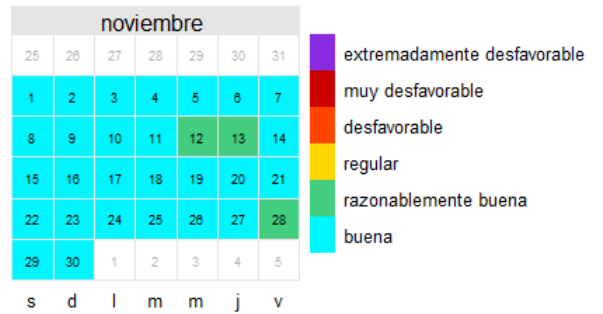 noviembre
25 26 27 28 29 30 31
1 2 3 4 5 6 7
8 9 10 11 12 13 14
15 16 17 18 19 20 21
22 23 24 25 26 27 28
29 30 1 2 3 4 5
s d l m m j v
extremadamente desfavorable
muy desfavorable
desfavorable
regular
razonablemente buena
buena